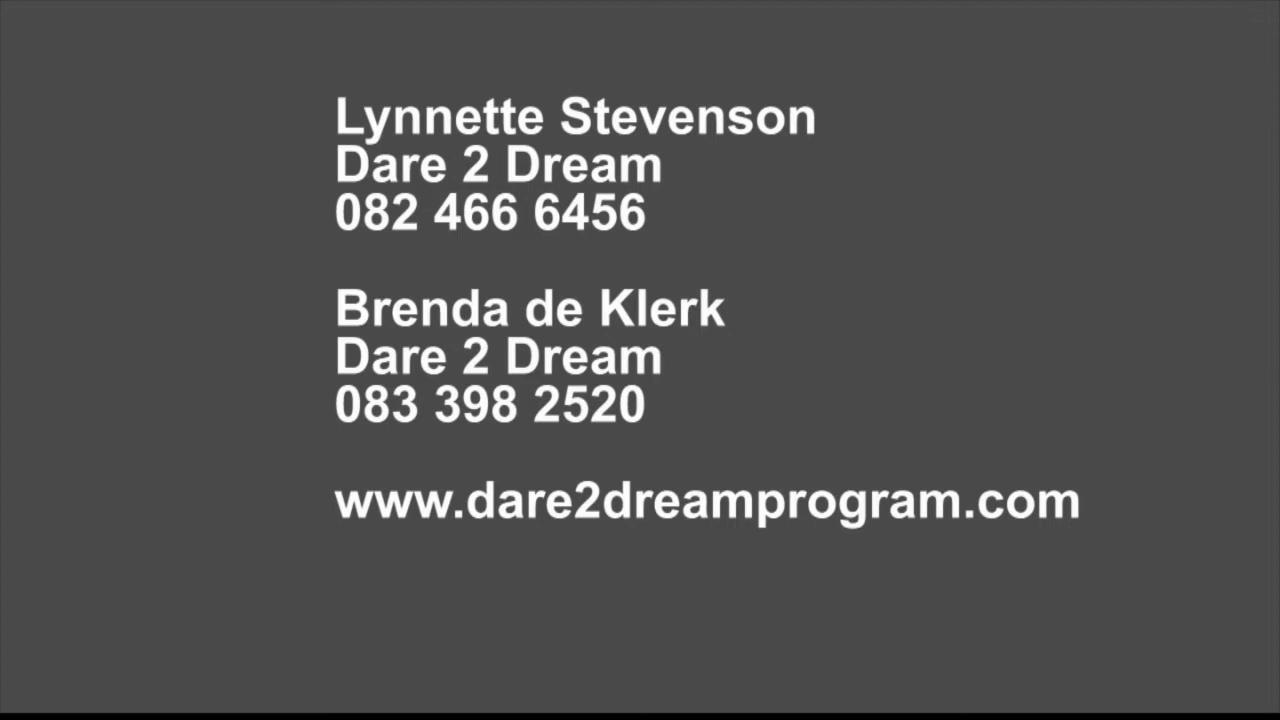 Lynnette Stevenson
Dare 2 Dream
082 466 6456
Brenda de Klerk
Dare 2 Dream
083 398 2520
www.dare2dreamprogram.com